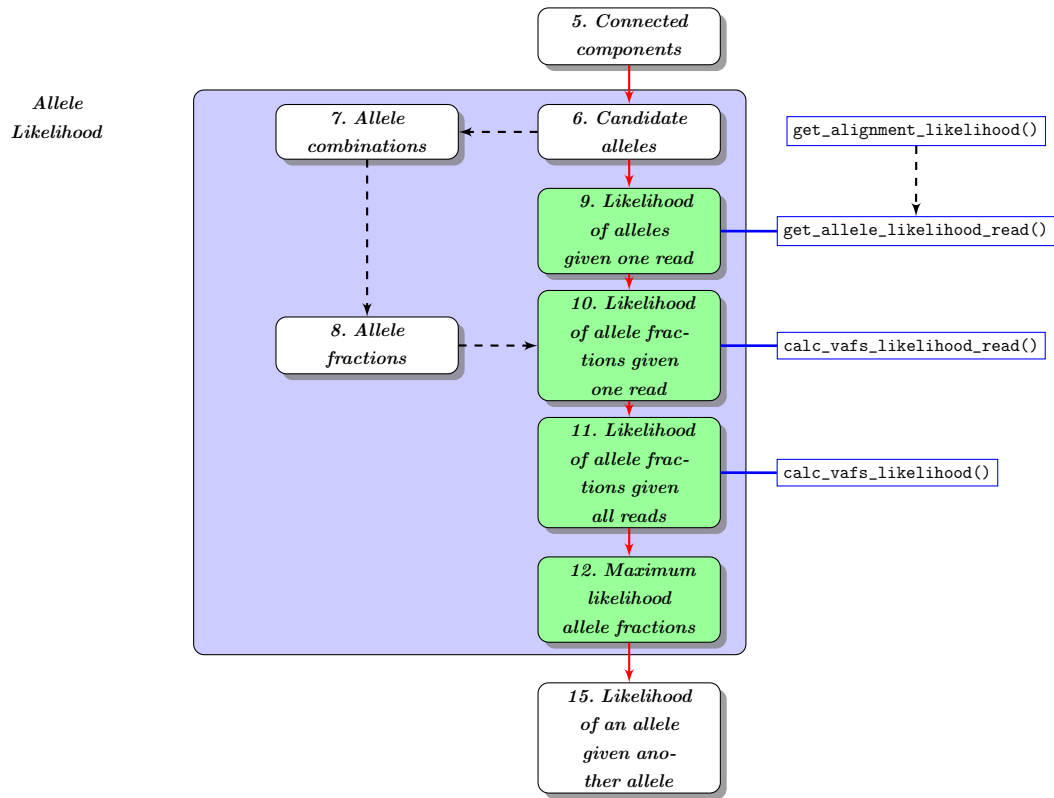 5. Connected
components
Allele
Likelihood
7. Allele
combinations
6. Candidate
alleles
get_alignment_likelihood()
9. Likelihood
of alleles
given one read
get_allele_likelihood_read()
8. Allele
fractions
10. Likelihood
of allele frac-
tions given
one read
calc_vafs_likelihood_read()
11. Likelihood
of allele frac-
tions given
all reads
calc_vafs_likelihood()
12. Maximum
likelihood
allele fractions
15. Likelihood
of an allele
given ano-
ther allele